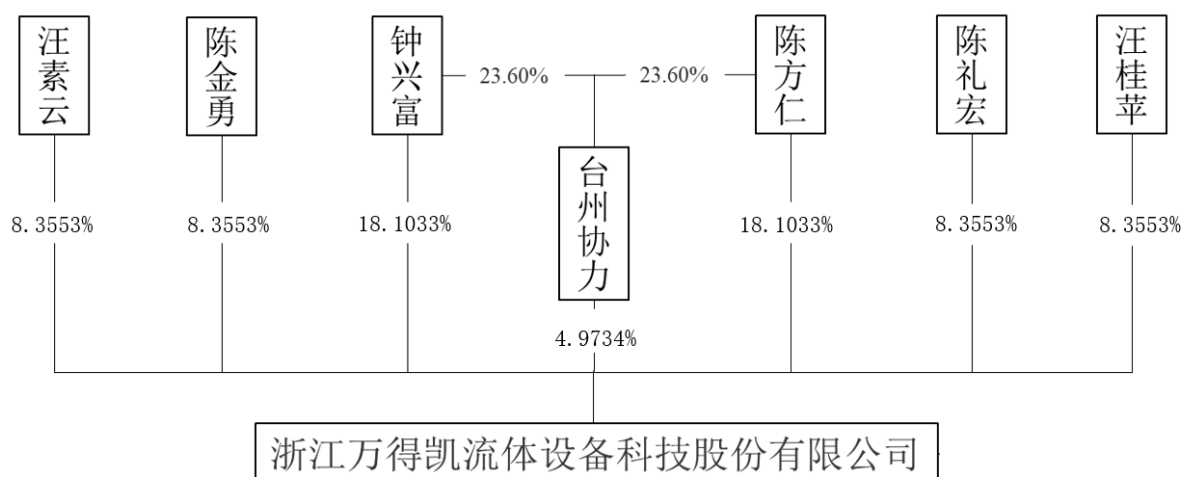 汪素云
陈金勇
钟兴富
23.60%
23.60%
陈方仁
陈礼宏
汪桂苹
台州协力
8.3553%
8.3553%
18.1033%
18.1033%
8.3553%
8.3553%
4.9734%
浙江万得凯流体设备科技股份有限公司